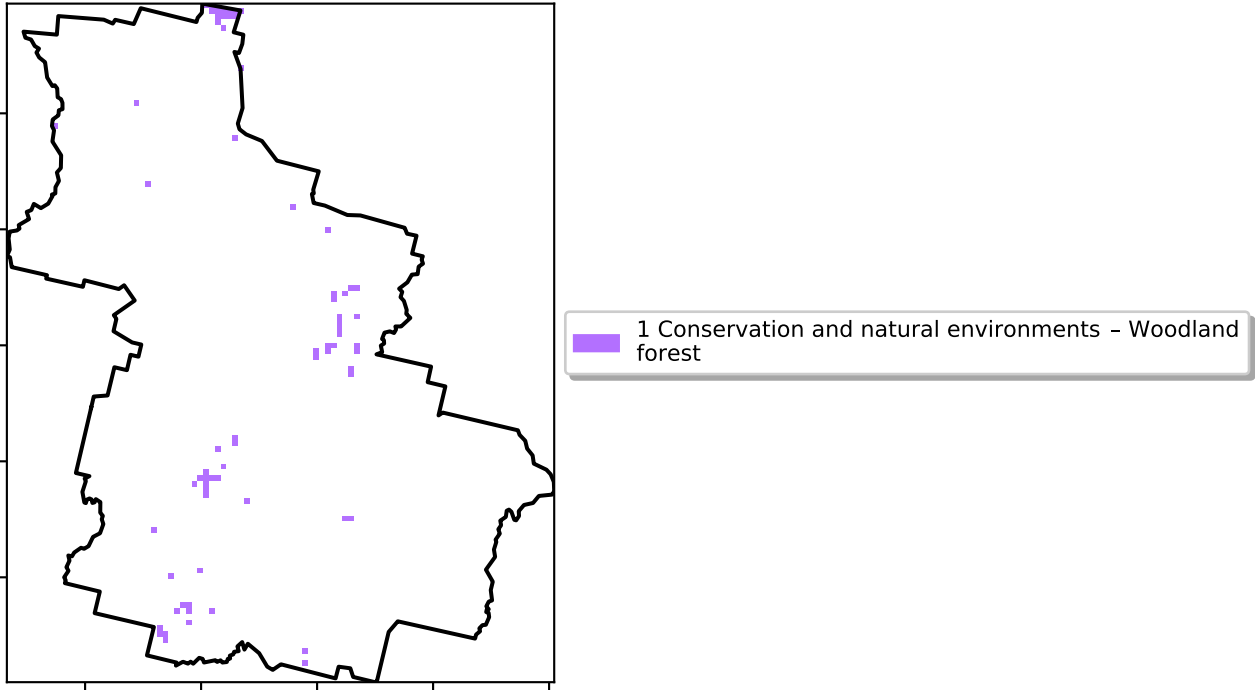 1 Conservation and natural environments – Woodland
forest